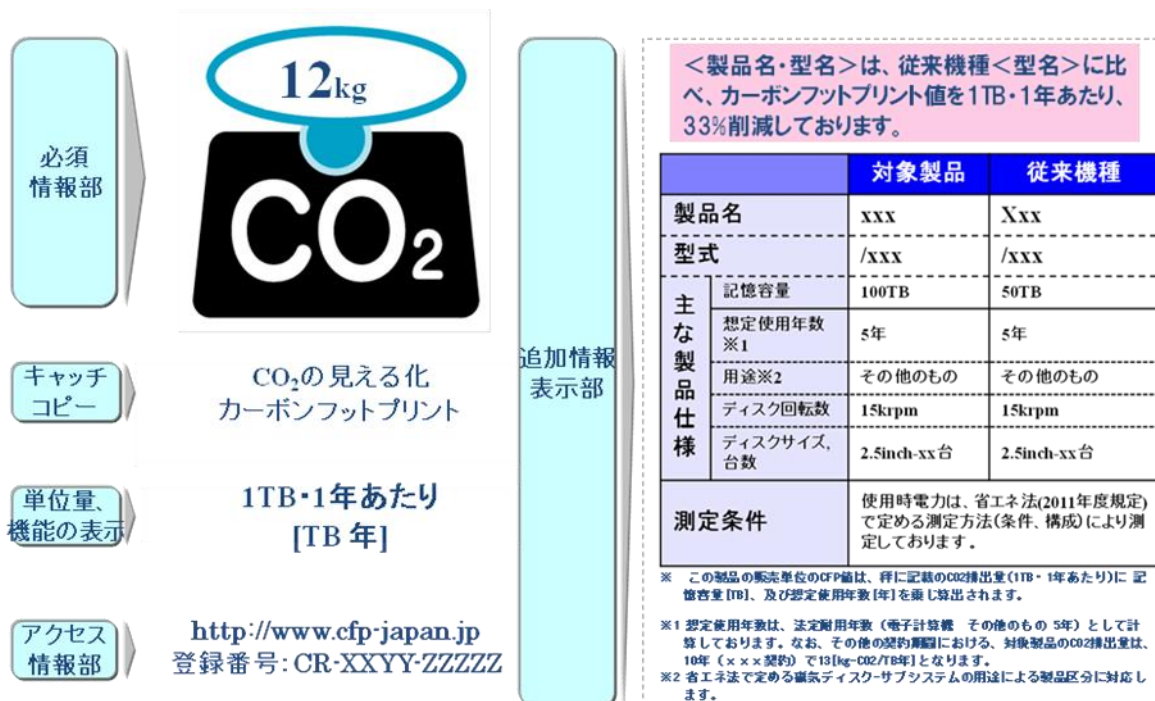 必須
情報部
12kg
CO2
キャッチ
コピー
CO₂の見える化
カーボンフットプリント
単位量、
機能の表示
1TB・1年あたり
[TB 年]
アクセス
情報部
http://www.cfp-japan.jp
登録番号：CR-XXYY-ZZZZZ
追加情報
表示部
＜製品名・型名＞は、従来機種＜型名＞に比
べ、カーボンフットプリント値を1TB・1年あたり、
33%削減しております。
対象製品 従来機種
製品名 xxx Xxx
型式 /xxx /xxx
主な製品仕様
記憶容量 100TB 50TB
想定使用年数
※1 5年 5年
用途※2 その他のもの その他のもの
ディスク回転数 15krpm 15krpm
ディスクサイズ,
台数 2.5inch-xx台 2.5inch-xx台
測定条件
使用時電力は、省エネ法(2011年度規定)
で定める測定方法(条件、構成)により測
定しております。
※ この製品の販売単位のCFP値は、秤に記載のCO2排出量(1TB・1年あたり)に 記
憶容量[TB]、及び想定使用年数[年]を乗じ算出されます。
※1 想定使用年数は、法定耐用年数（電子計算機 その他のもの 5年）として計
算しております。なお、その他の契約期間における、対象製品のCO2排出量は、
10年（×××契約）で13[kg-CO2/TB年]となります。
※2 省エネ法で定める磁気ディスク-サブシステムの用途による製品区分に対応し
ます。